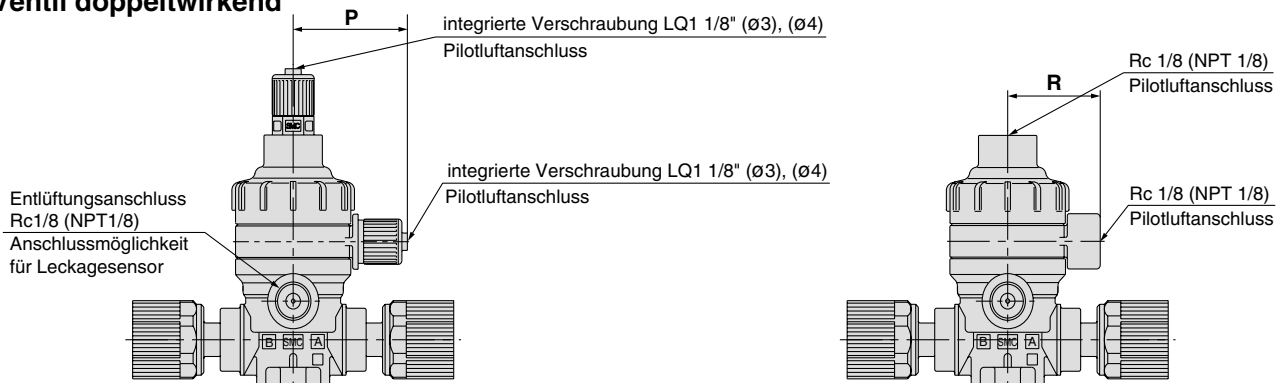 Ventil doppeltwirkend
P
integrierte Verschraubung LQ1 1/8" (ø3), (ø4)
Pilotluftanschluss
integrierte Verschraubung LQ1 1/8" (ø3), (ø4)
Pilotluftanschluss
Entlüftungsanschluss
Rc1/8 (NPT1/8)
Anschlussmöglichkeit
für Leckagesensor
SMC
B SMC A
R
Rc 1/8 (NPT 1/8)
Pilotluftanschluss
Rc 1/8 (NPT 1/8)
Pilotluftanschluss
B SMC A